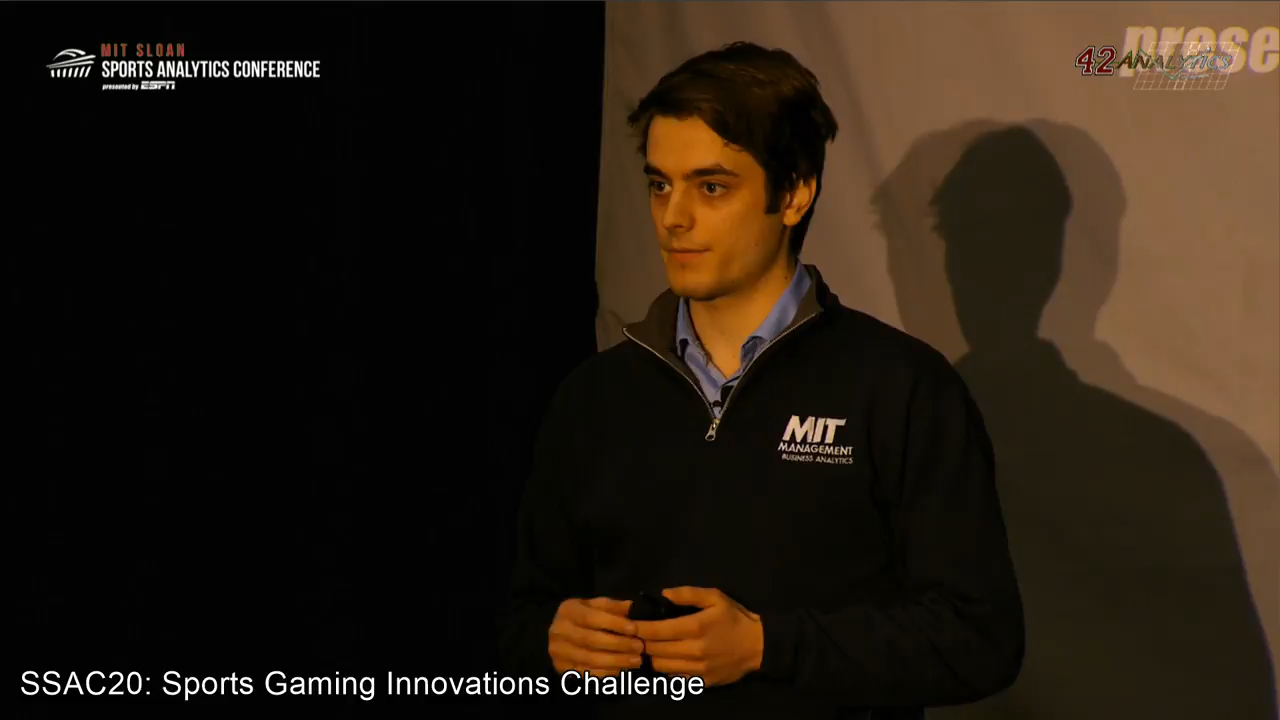 MIT SLOAN
SPORTS ANALYTICS CONFERENCE
presented by ESPN
prese
42 ANALYTICS
MIT
MANAGEMENT
BUSINESS ANALYTICS
SSAC20: Sports Gaming Innovations Challenge